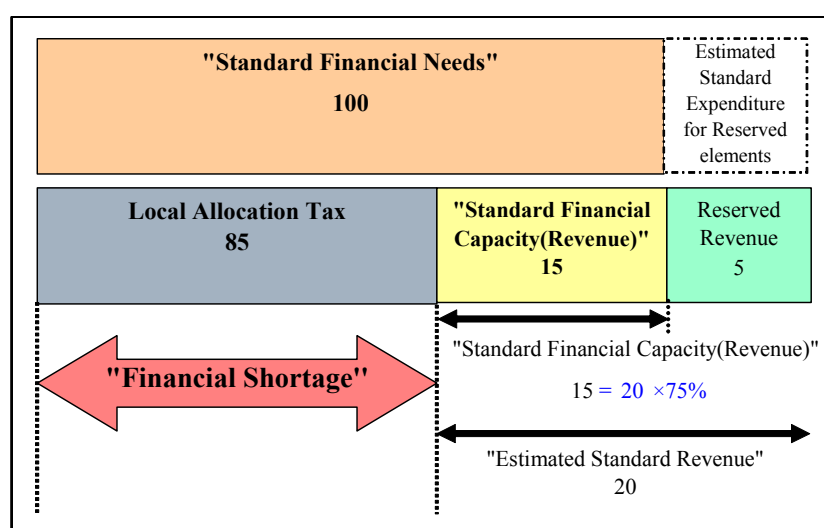 "Standard Financial Needs"
100
Estimated
Standard
Expenditure
for Reserved
elements
Local Allocation Tax
85
"Standard Financial
Capacity(Revenue)"
15
Reserved
Revenue
5
"Financial Shortage"
"Standard Financial Capacity(Revenue)"
15 = 20 ×75%
"Estimated Standard Revenue"
20